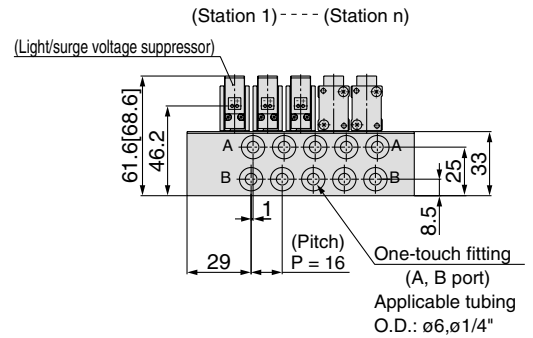 (Station 1)---- (Station n)
(Light/surge voltage suppressor)
61.6[68.6]
46.2
A
A
B
B
25
33
8.5
1
29
(Pitch)
P = 16
One-touch fitting
(A, B port)
Applicable tubing
O.D.: ø6,ø1/4"